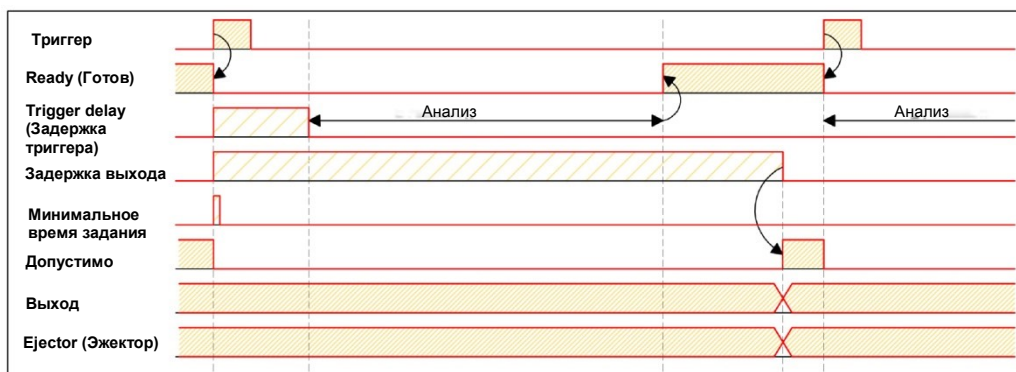 Триггер
Ready (Готов)
Trigger delay
(Задержка
триггера)
Анализ
Анализ
Задержка выхода
Минимальное
время задания
Допустимо
Выход
Ejector (Эжектор)